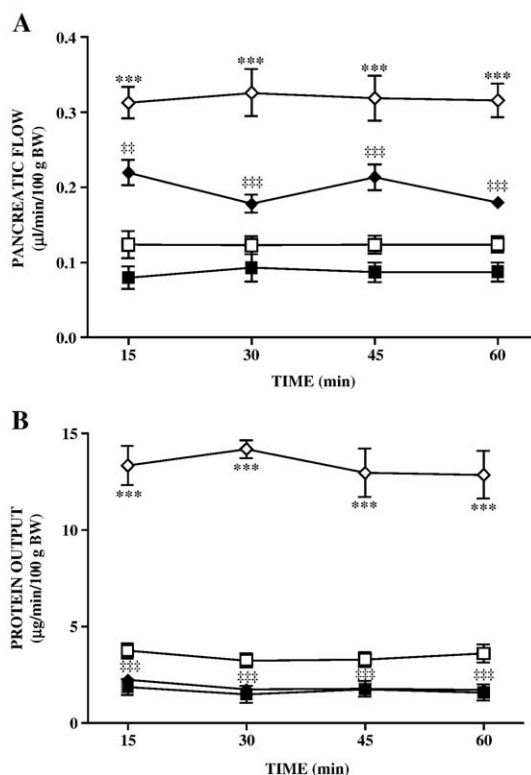 A
0.4
***
***
***
***
0.3
‡‡
‡‡‡
‡‡‡
‡‡‡
0.2
0.1
0.0
PANCREATIC FLOW
(µl/min/100 g BW)
15 30 45 60
TIME (min)
B
15
***
***
***
***
10
5
‡‡‡
‡‡‡
‡‡‡
‡‡‡
0
PROTEIN OUTPUT
(µg/min/100 g BW)
15 30 45 60
TIME (min)